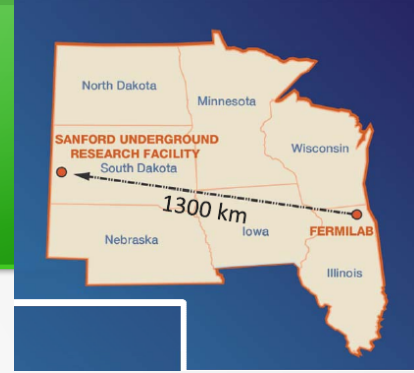 North Dakota
Minnesota
SANFORD UNDERGROUND
RESEARCH FACILITY
South Dakota
Wisconsin
1300 km
Nebraska
Iowa
FERMILAB
Illinois